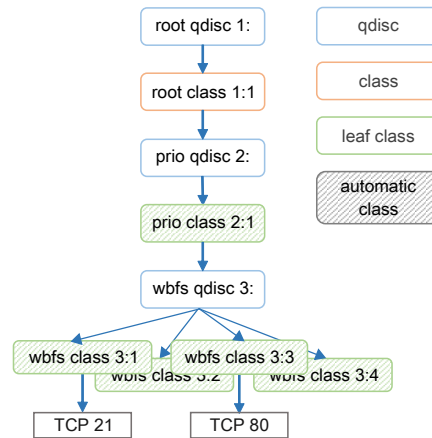 root qdisc 1:
qdisc
root class 1:1
class
prio qdisc 2:
leaf class
prio class 2:1
automatic
class
wbfs qdisc 3:
wbfs class 3:1
wbfs class 3:3
wbfs class 3:2
wbfs class 3:4
TCP 21
TCP 80